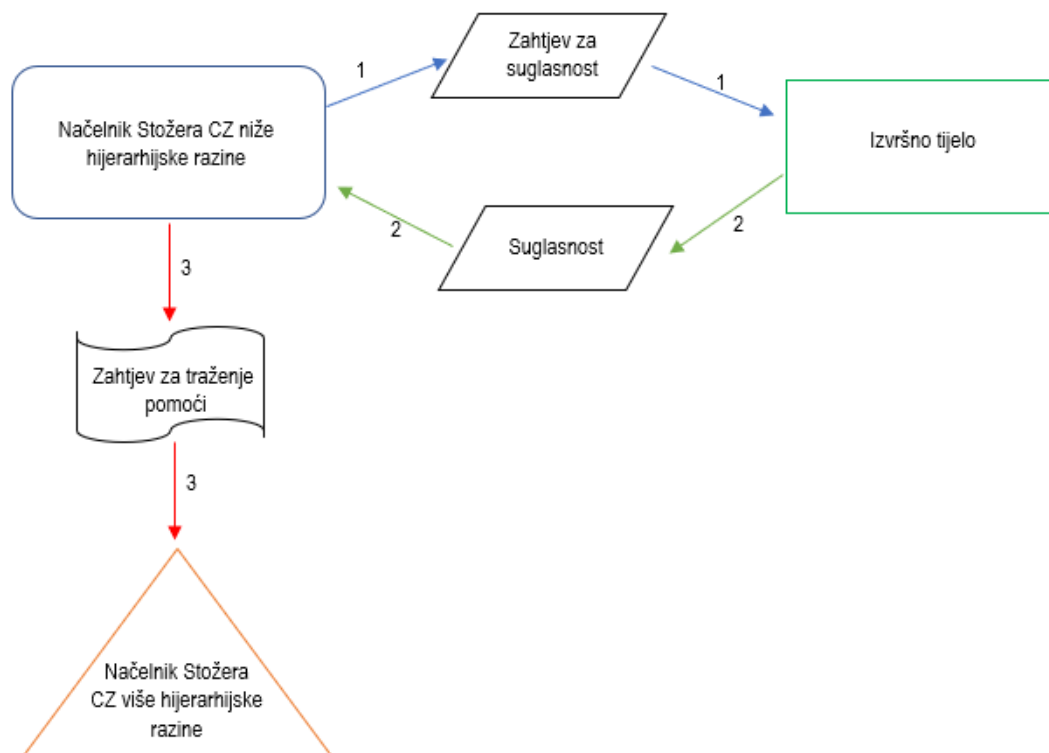 Zahtjev za
suglasnost
1
1
Načelnik Stožera CZ niže
hijerarhijske razine
Izvršno tijelo
2
2
Suglasnost
3
Zahtjev za traženje
pomoći
3
Načelnik Stožera
CZ više hijerarhijske
razine